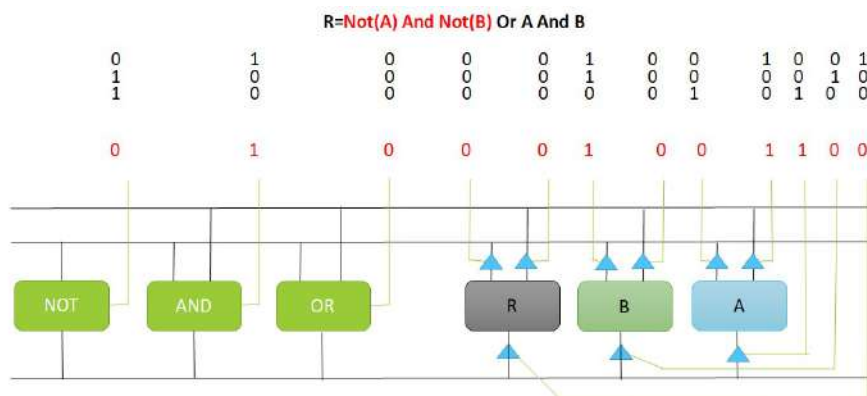 R=Not(A) And Not(B) Or A And B
0 1 0 0 0 0 0 0 1 0 0 1
1 0 0 0 0 1 0 0 0 0 1 0
1 0 0 0 0 0 0 1 0 1 0 0
0 1 0 0 0 1 0 0 1 1 0 0
NOT AND OR R B A